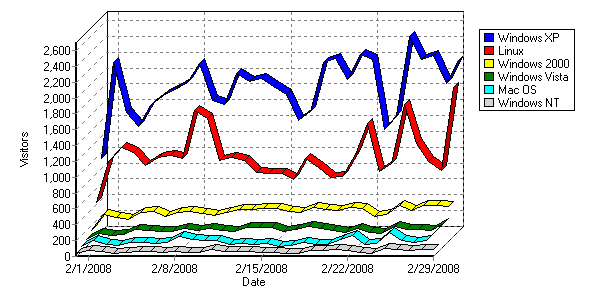 2,600
2,400
2,200
2,000
1,800
1,600
1,400
1,200
1,000
800
600
400
200
0
Visitors
2/1/2008 2/8/2008 2/15/2008 2/22/2008 2/29/2008
Date
Windows XP
Linux
Windows 2000
Windows Vista
Mac OS
Windows NT